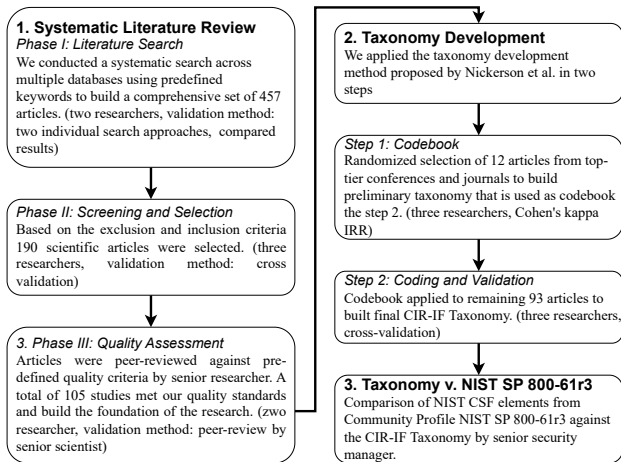 1. Systematic Literature Review
Phase I: Literature Search
We conducted a systematic search across
multiple databases using predefined
keywords to build a comprehensive set of 457
articles. (two researchers, validation method:
two individual search approaches, compared
results)
Phase II: Screening and Selection
Based on the exclusion and inclusion criteria
190 scientific articles were selected. (three
researchers, validation method: cross
validation)
3. Phase III: Quality Assessment
Articles were peer-reviewed against pre-
defined quality criteria by senior researcher. A
total of 105 studies met our quality standards
and build the foundation of the research. (zwo
researcher, validation method: peer-review by
senior scientist)
2. Taxonomy Development
We applied the taxonomy development
method proposed by Nickerson et al. in two
steps
Step 1: Codebook
Randomized selection of 12 articles from top-
tier conferences and journals to build
preliminary taxonomy that is used as codebook
the step 2. (three researchers, Cohen's kappa
IRR)
Step 2: Coding and Validation
Codebook applied to remaining 93 articles to
built final CIR-IF Taxonomy. (three researchers,
cross-validation)
3. Taxonomy v. NIST SP 800-61r3
Comparison of NIST CSF elements from
Community Profile NIST SP 800-61r3 against
the CIR-IF Taxonomy by senior security
manager.